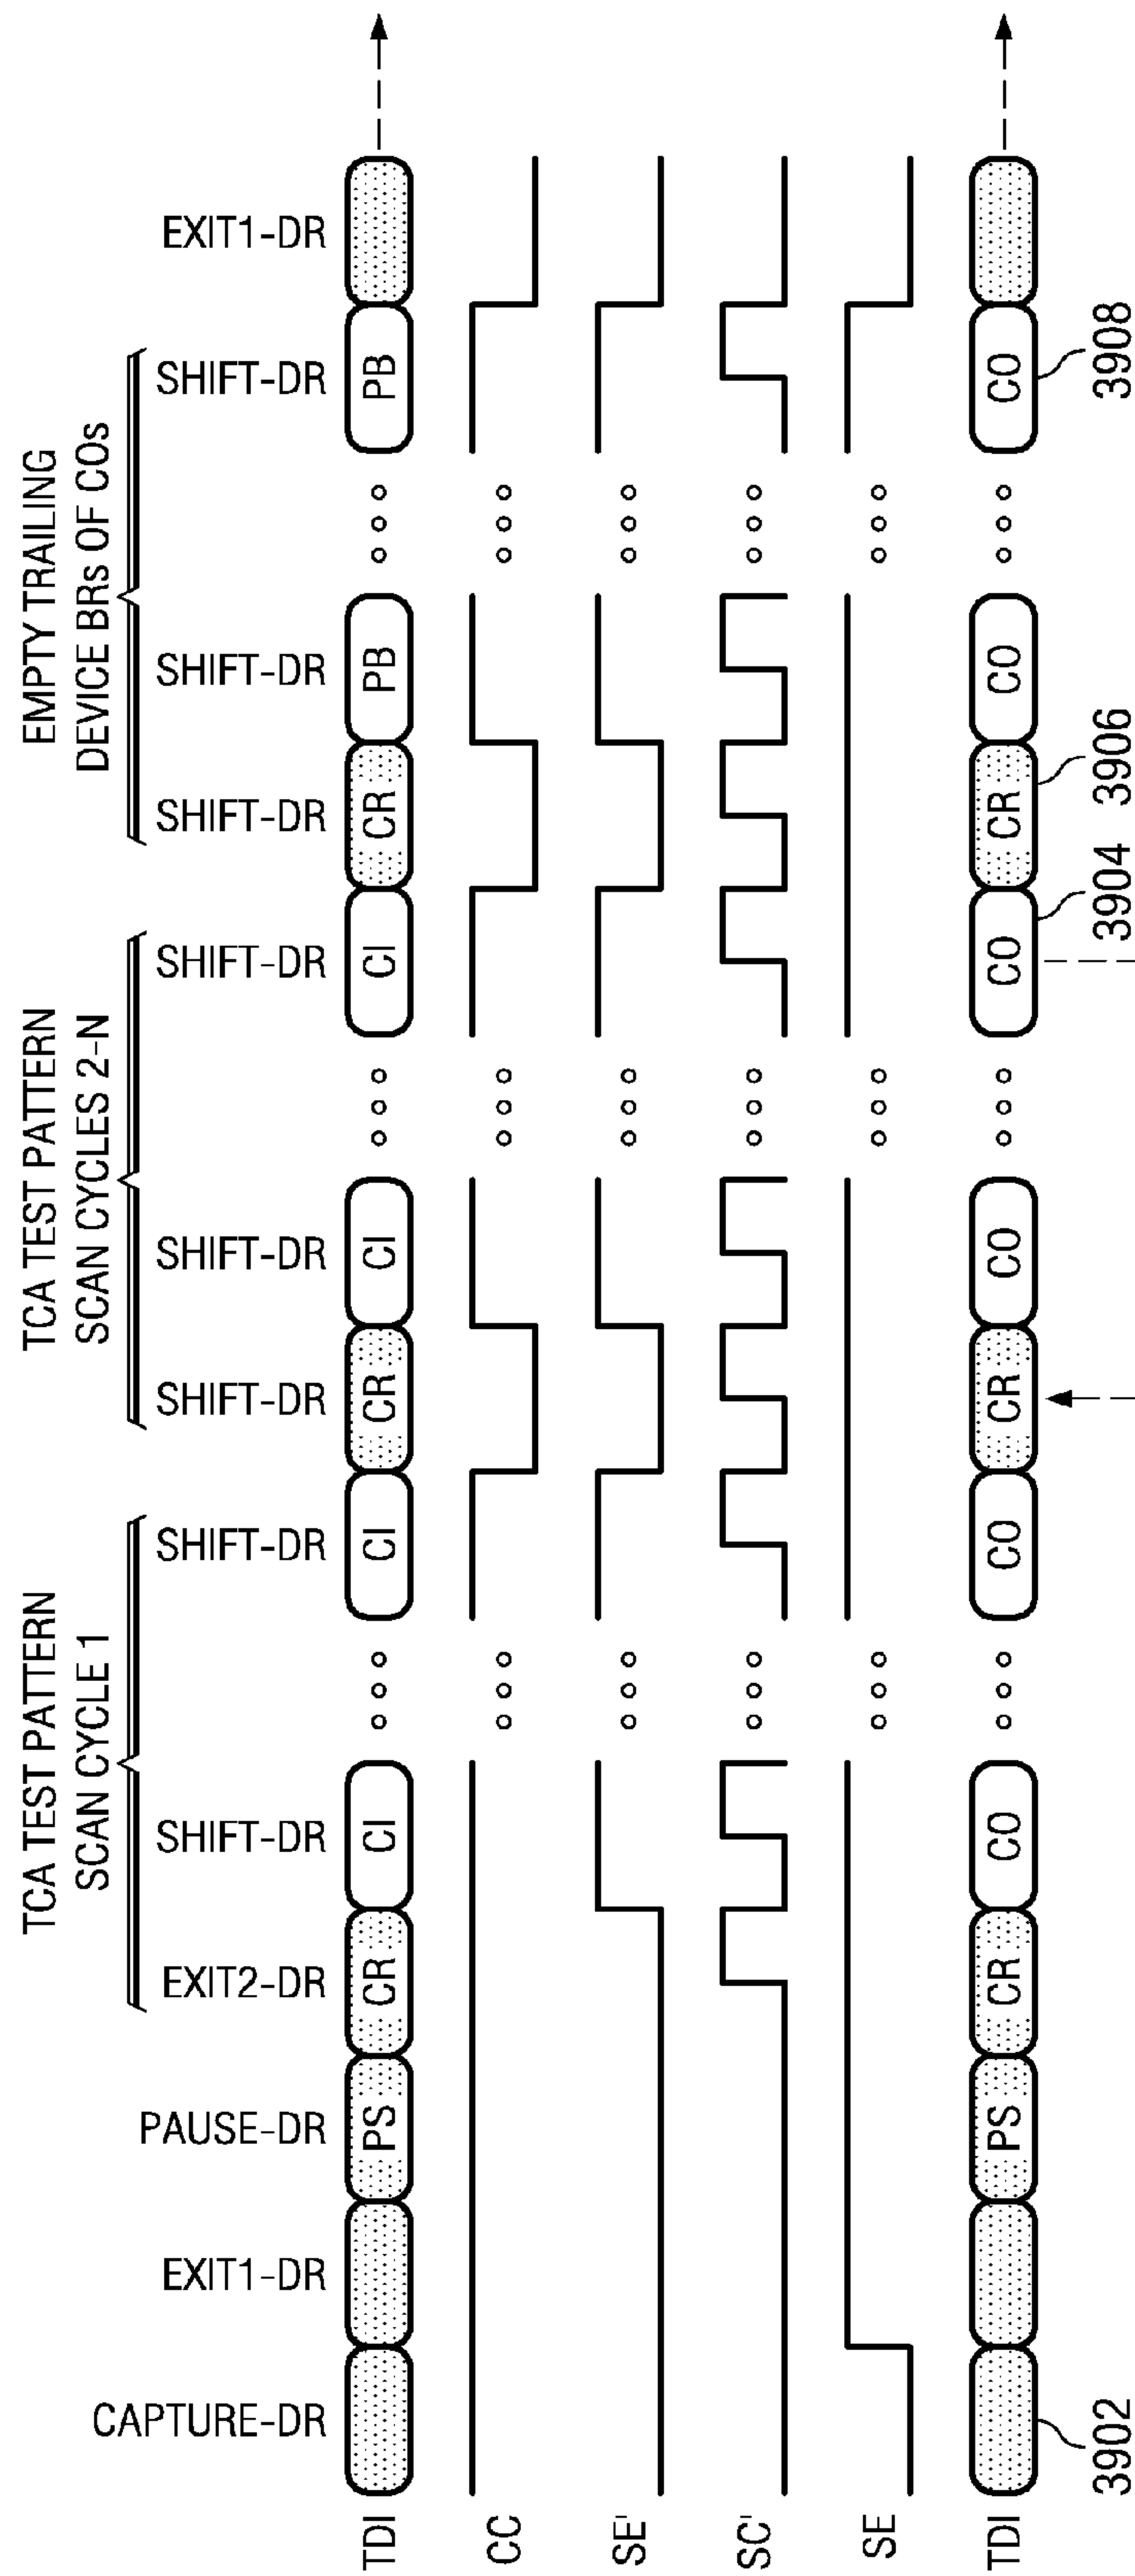 TCA TEST PATTERN
SCAN CYCLE 1
TCA TEST PATTERN
SCAN CYCLES 2-N
EMPTY TRAILING
DEVICE BRs OF COs
CAPTURE-DR EXIT1-DR PAUSE-DR EXIT2-DR SHIFT-DR SHIFT-DR SHIFT-DR SHIFT-DR SHIFT-DR SHIFT-DR SHIFT-DR SHIFT-DR EXIT1-DR
TDI PS CR CI CI CR CI CI CR PB PB
CC
SE'
SC'
SE
TDI PS CR CO CO CR CO CO CR CO CO
3902 3904 3906 3908